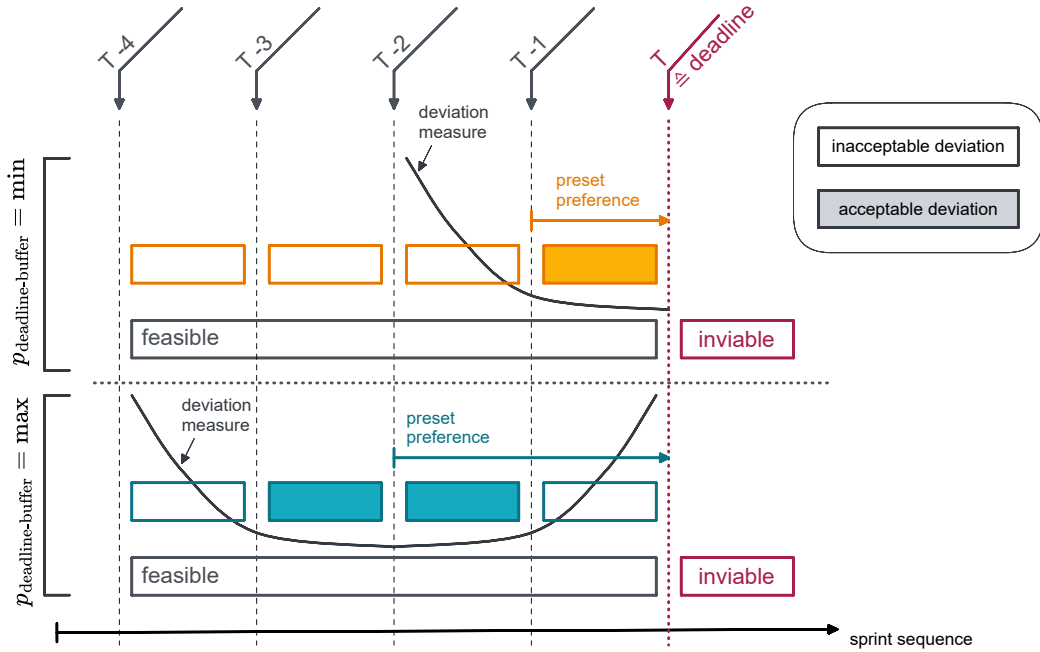 T -4
T -3
T -2
T -1
T
≙ deadline
deviation
measure
inacceptable deviation
acceptable deviation
p_deadline-buffer = min
preset
preference
feasible
inviable
p_deadline-buffer = max
deviation
measure
preset
preference
feasible
inviable
sprint sequence